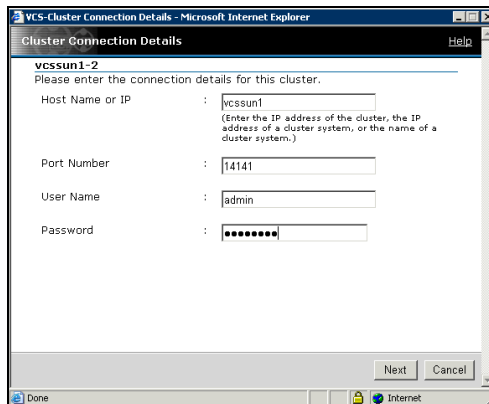 VCS-Cluster Connection Details - Microsoft Internet Explorer
Cluster Connection Details
Help
vcssun1-2
Please enter the connection details for this cluster.
Host Name or IP : vcssun1
(Enter the IP address of the cluster, the IP
address of a cluster system, or the name of a
cluster system.)
Port Number : 14141
User Name : admin
Password : ●●●●●●●●
Next Cancel
Done Internet